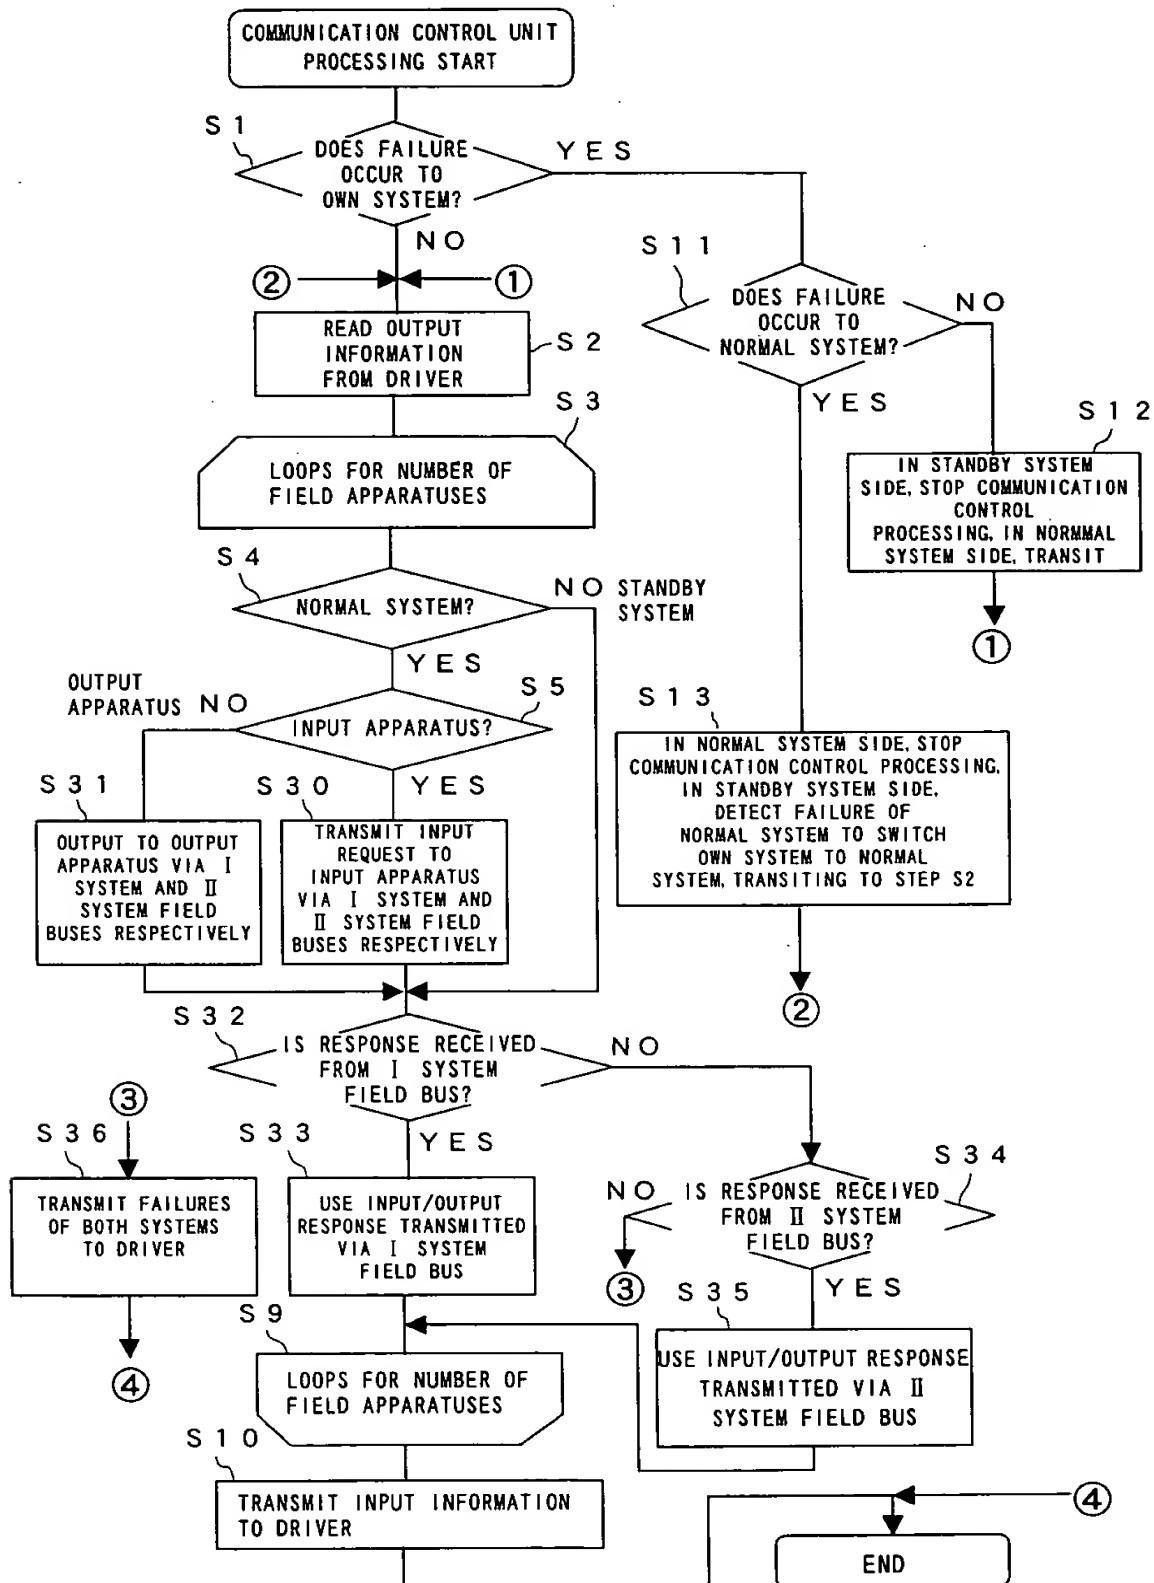 COMMUNICATION CONTROL UNIT
PROCESSING START
S1
DOES FAILURE
OCCUR TO
OWN SYSTEM?
YES
NO
②
①
READ OUTPUT
INFORMATION
FROM DRIVER
S2
S11
DOES FAILURE
OCCUR TO
NORMAL SYSTEM?
NO
YES
S12
IN STANDBY SYSTEM
SIDE, STOP COMMUNICATION
CONTROL
PROCESSING, IN NORMMAL
SYSTEM SIDE, TRANSIT
①
S3
LOOPS FOR NUMBER OF
FIELD APPARATUSES
S4
NORMAL SYSTEM?
NO STANDBY
SYSTEM
YES
S5
OUTPUT
APPARATUS NO
INPUT APPARATUS?
YES
S13
IN NORMAL SYSTEM SIDE, STOP
COMMUNICATION CONTROL PROCESSING,
IN STANDBY SYSTEM SIDE,
DETECT FAILURE OF
NORMAL SYSTEM TO SWITCH
OWN SYSTEM TO NORMAL
SYSTEM, TRANSITING TO STEP S2
②
S31
OUTPUT TO OUTPUT
APPARATUS VIA I
SYSTEM AND II
SYSTEM FIELD
BUSES RESPECTIVELY
S30
TRANSMIT INPUT
REQUEST TO
INPUT APPARATUS
VIA I SYSTEM AND
II SYSTEM FIELD
BUSES RESPECTIVELY
S32
IS RESPONSE RECEIVED
FROM I SYSTEM
FIELD BUS?
NO
YES
③
S36
TRANSMIT FAILURES
OF BOTH SYSTEMS
TO DRIVER
④
S33
USE INPUT/OUTPUT
RESPONSE TRANSMITTED
VIA I SYSTEM
FIELD BUS
S34
NO
IS RESPONSE RECEIVED
FROM II SYSTEM
FIELD BUS?
③
YES
S35
USE INPUT/OUTPUT RESPONSE
TRANSMITTED VIA II
SYSTEM FIELD BUS
S9
LOOPS FOR NUMBER OF
FIELD APPARATUSES
S10
TRANSMIT INPUT INFORMATION
TO DRIVER
④
END